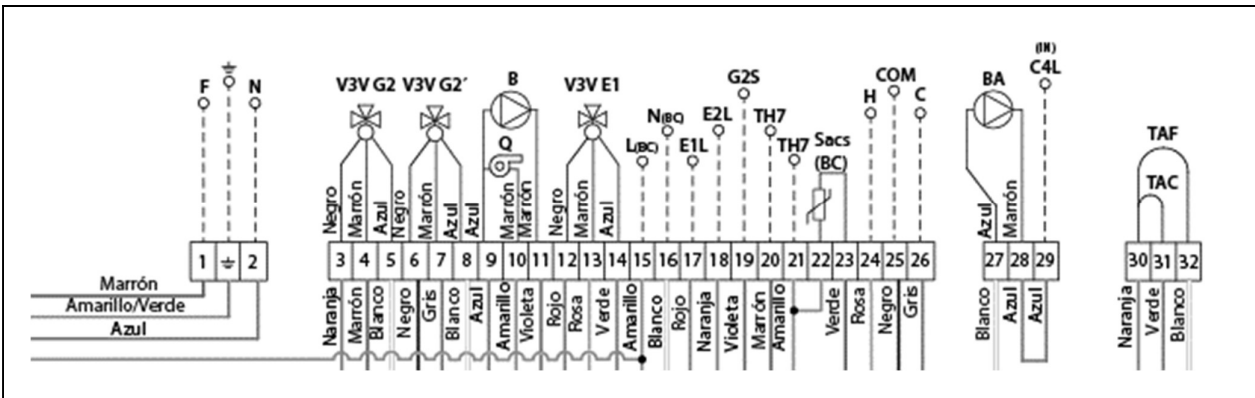 (IN)
C4L
F
⏚
N
V3V G2
V3V G2´
B
V3V E1
G2S
COM
BA
H
C
L(BC)
N(BC)
E1L
E2L
TH7
TH7
Sacs
(BC)
TAF
TAC
Q
Negro
Marrón
Azul
Negro
Marrón
Azul
Azul
Marrón
Marrón
Negro
Marrón
Azul
Azul
Marrón
1 ⏚ 2
3 4 5 6 7 8 9 10 11 12 13 14 15 16 17 18 19 20 21 22 23 24 25 26
27 28 29
30 31 32
Marrón
Amarillo/Verde
Azul
Naranja
Marrón
Blanco
Negro
Gris
Blanco
Azul
Amarillo
Violeta
Rojo
Rosa
Verde
Amarillo
Blanco
Rojo
Naranja
Violeta
Marrón
Amarillo
Verde
Rosa
Negro
Gris
Blanco
Azul
Azul
Naranja
Verde
Blanco